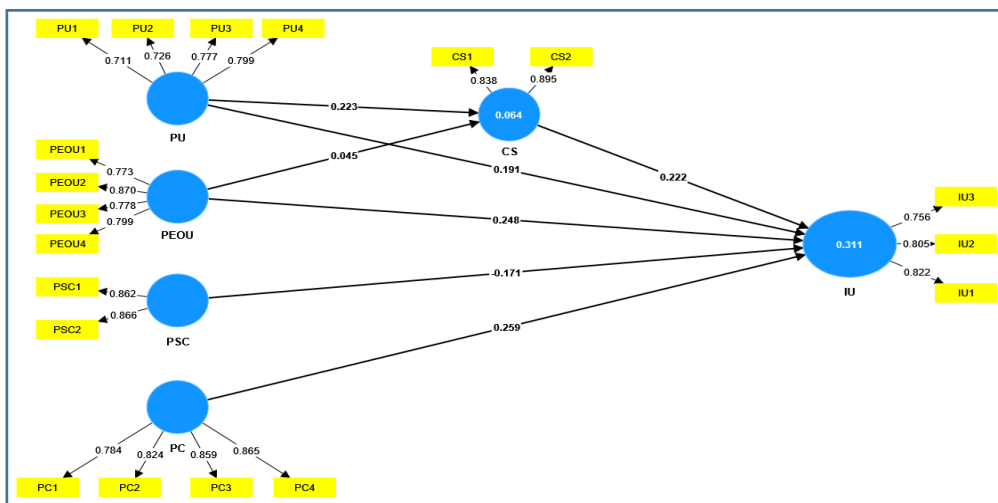 PU1 PU2 PU3 PU4
0.711 0.726 0.777 0.799
PU
CS1 CS2
0.838 0.895
0.064
CS
0.223
0.045
0.191
0.222
PEOU1
PEOU2
PEOU3
PEOU4
0.773
0.870
0.778
0.799
PEOU
0.248
IU3
IU2
IU1
0.756
0.805
0.822
0.311
IU
PSC1
PSC2
0.862
0.866
PSC
-0.171
0.259
PC
0.784 0.824 0.859 0.865
PC1 PC2 PC3 PC4